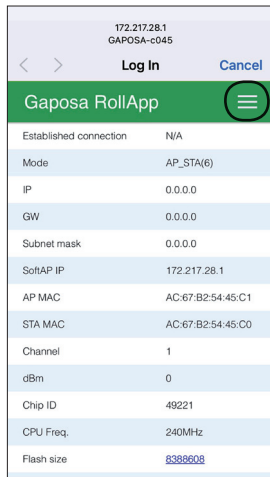 172.217.28.1
GAPOSA-c045
Log In Cancel
Gaposa RollApp
Established connection N/A
Mode AP_STA(6)
IP 0.0.0.0
GW 0.0.0.0
Subnet mask 0.0.0.0
SoftAP IP 172.217.28.1
AP MAC AC:67:B2:54:45:C1
STA MAC AC:67:B2:54:45:C0
Channel 1
dBm 0
Chip ID 49221
CPU Freq. 240MHz
Flash size 8388608